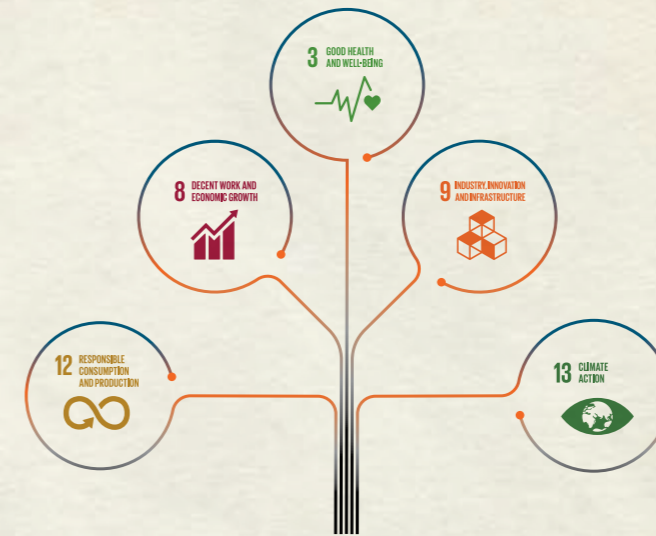 3 GOOD HEALTH
AND WELL-BEING
8 DECENT WORK AND
ECONOMIC GROWTH
9 INDUSTRY, INNOVATION
AND INFRASTRUCTURE
12 RESPONSIBLE
CONSUMPTION
AND PRODUCTION
13 CLIMATE
ACTION